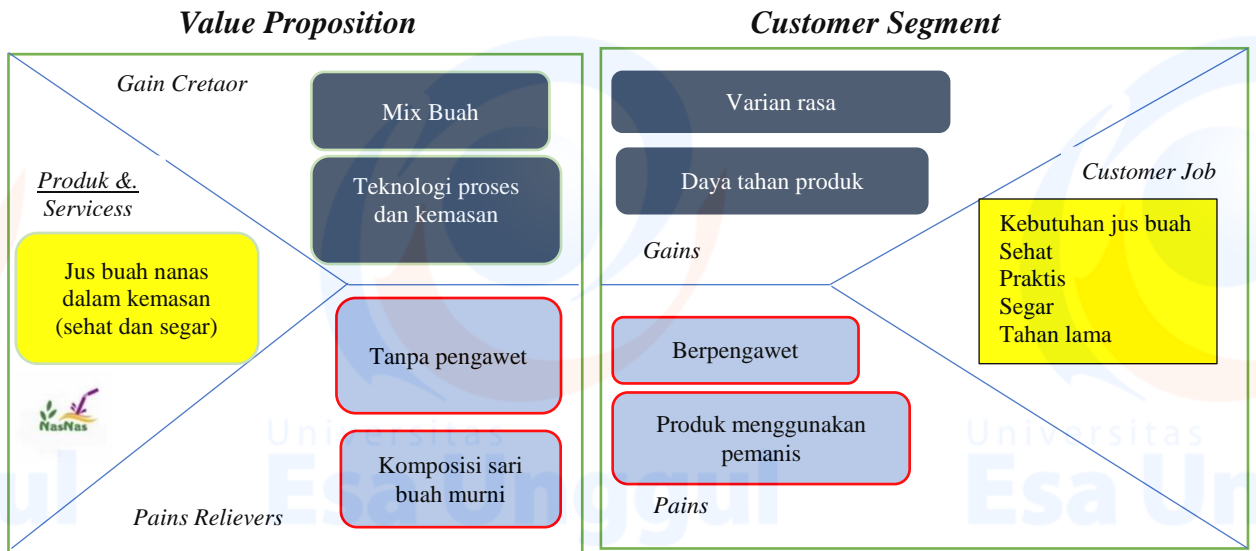 Value Proposition
Customer Segment
Gain Cretaor
Mix Buah
Teknologi proses
dan kemasan
Produk &.
Servicess
Jus buah nanas
dalam kemasan
(sehat dan segar)
NasNas
Tanpa pengawet
Komposisi sari
buah murni
Pains Relievers
Varian rasa
Daya tahan produk
Gains
Customer Job
Kebutuhan jus buah
Sehat
Praktis
Segar
Tahan lama
Berpengawet
Produk menggunakan
pemanis
Pains
Universitas
Esa Unggul
Universitas
Esa Un
gul